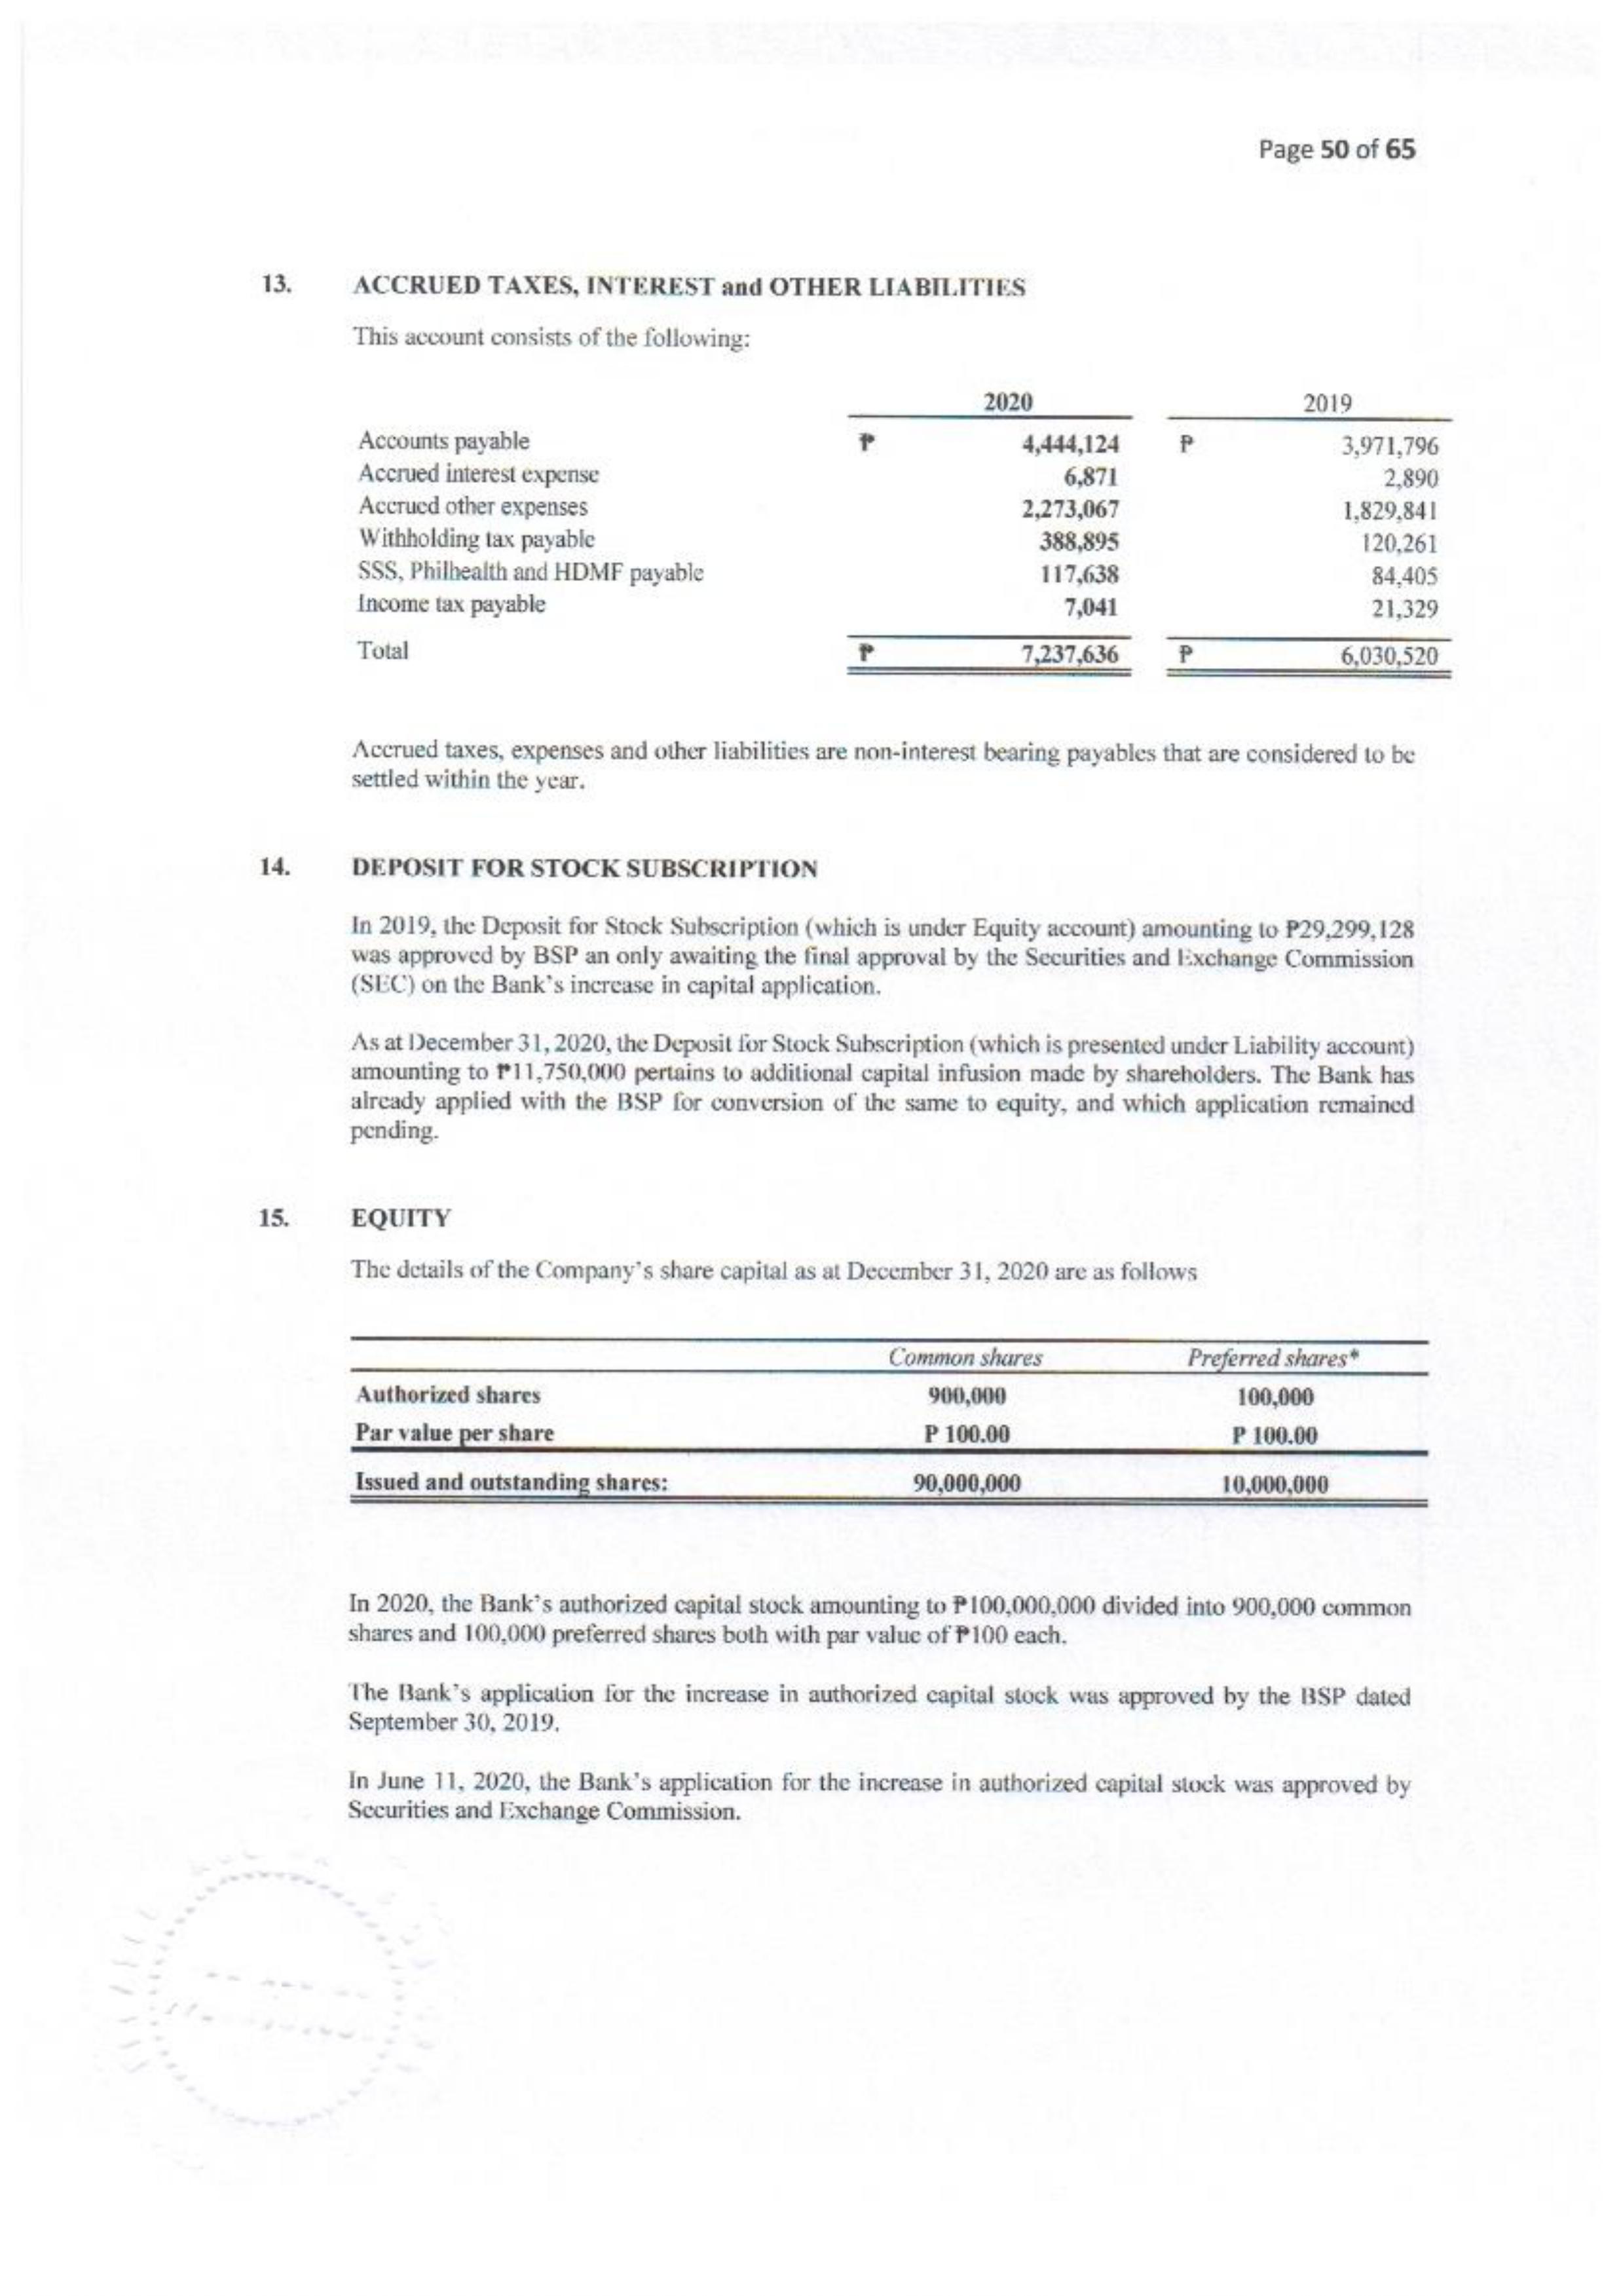 Page 50 of 65
13. ACCRUED TAXES, INTEREST and OTHER LIABILITIES
This account consists of the following:
2020 2019
Accounts payable ₱ 4,444,124 ₱ 3,971,796
Accrued interest expense 6,871 2,890
Accrued other expenses 2,273,067 1,829,841
Withholding tax payable 388,895 120,261
SSS, Philhealth and HDMF payable 117,638 84,405
Income tax payable 7,041 21,329
Total ₱ 7,237,636 ₱ 6,030,520
Accrued taxes, expenses and other liabilities are non-interest bearing payables that are considered to be
settled within the year.
14. DEPOSIT FOR STOCK SUBSCRIPTION
In 2019, the Deposit for Stock Subscription (which is under Equity account) amounting to ₱29,299,128
was approved by BSP an only awaiting the final approval by the Securities and Exchange Commission
(SEC) on the Bank's increase in capital application.
As at December 31, 2020, the Deposit for Stock Subscription (which is presented under Liability account)
amounting to ₱11,750,000 pertains to additional capital infusion made by shareholders. The Bank has
already applied with the BSP for conversion of the same to equity, and which application remained
pending.
15. EQUITY
The details of the Company's share capital as at December 31, 2020 are as follows
Common shares Preferred shares*
Authorized shares 900,000 100,000
Par value per share P 100.00 P 100.00
Issued and outstanding shares: 90,000,000 10,000,000
In 2020, the Bank's authorized capital stock amounting to ₱100,000,000 divided into 900,000 common
shares and 100,000 preferred shares both with par value of ₱100 each.
The Bank's application for the increase in authorized capital stock was approved by the BSP dated
September 30, 2019.
In June 11, 2020, the Bank's application for the increase in authorized capital stock was approved by
Securities and Exchange Commission.